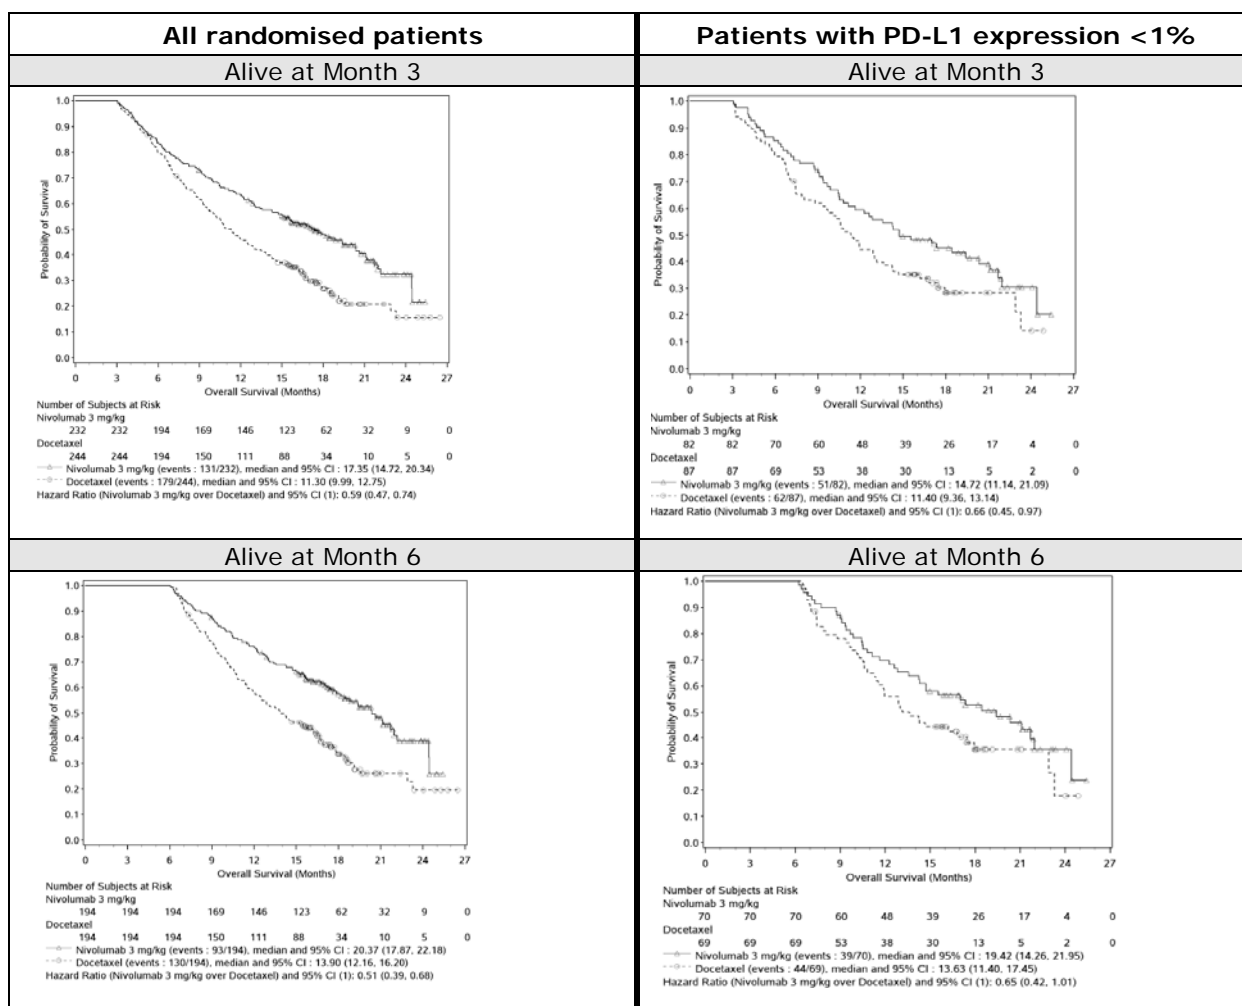 All randomised patients
Patients with PD-L1 expression <1%
Alive at Month 3
Alive at Month 3
Probability of Survival
1.0
0.9
0.8
0.7
0.6
0.5
0.4
0.3
0.2
0.1
0.0
0 3 6 9 12 15 18 21 24 27
Overall Survival (Months)
Number of Subjects at Risk
Nivolumab 3 mg/kg
232 232 194 169 146 123 62 32 9 0
Docetaxel
244 244 194 150 111 88 34 10 5 0
Nivolumab 3 mg/kg (events : 131/232), median and 95% CI : 17.35 (14.72, 20.34)
Docetaxel (events : 179/244), median and 95% CI : 11.30 (9.99, 12.75)
Hazard Ratio (Nivolumab 3 mg/kg over Docetaxel) and 95% CI (1): 0.59 (0.47, 0.74)
Probability of Survival
1.0
0.9
0.8
0.7
0.6
0.5
0.4
0.3
0.2
0.1
0.0
0 3 6 9 12 15 18 21 24 27
Overall Survival (Months)
Number of Subjects at Risk
Nivolumab 3 mg/kg
82 82 70 60 48 39 26 17 4 0
Docetaxel
87 87 69 53 38 30 13 5 2 0
Nivolumab 3 mg/kg (events : 51/82), median and 95% CI : 14.72 (11.14, 21.09)
Docetaxel (events : 62/87), median and 95% CI : 11.40 (9.36, 13.14)
Hazard Ratio (Nivolumab 3 mg/kg over Docetaxel) and 95% CI (1): 0.66 (0.45, 0.97)
Alive at Month 6
Alive at Month 6
Probability of Survival
1.0
0.9
0.8
0.7
0.6
0.5
0.4
0.3
0.2
0.1
0.0
0 3 6 9 12 15 18 21 24 27
Overall Survival (Months)
Number of Subjects at Risk
Nivolumab 3 mg/kg
194 194 194 169 146 123 62 32 9 0
Docetaxel
194 194 194 150 111 88 34 10 5 0
Nivolumab 3 mg/kg (events : 93/194), median and 95% CI : 20.37 (17.87, 22.18)
Docetaxel (events : 130/194), median and 95% CI : 13.90 (12.16, 16.20)
Hazard Ratio (Nivolumab 3 mg/kg over Docetaxel) and 95% CI (1): 0.51 (0.39, 0.68)
Probability of Survival
1.0
0.9
0.8
0.7
0.6
0.5
0.4
0.3
0.2
0.1
0.0
0 3 6 9 12 15 18 21 24 27
Overall Survival (Months)
Number of Subjects at Risk
Nivolumab 3 mg/kg
70 70 70 60 48 39 26 17 4 0
Docetaxel
69 69 69 53 38 30 13 5 2 0
Nivolumab 3 mg/kg (events : 39/70), median and 95% CI : 19.42 (14.26, 21.95)
Docetaxel (events : 44/69), median and 95% CI : 13.63 (11.40, 17.45)
Hazard Ratio (Nivolumab 3 mg/kg over Docetaxel) and 95% CI (1): 0.65 (0.42, 1.01)